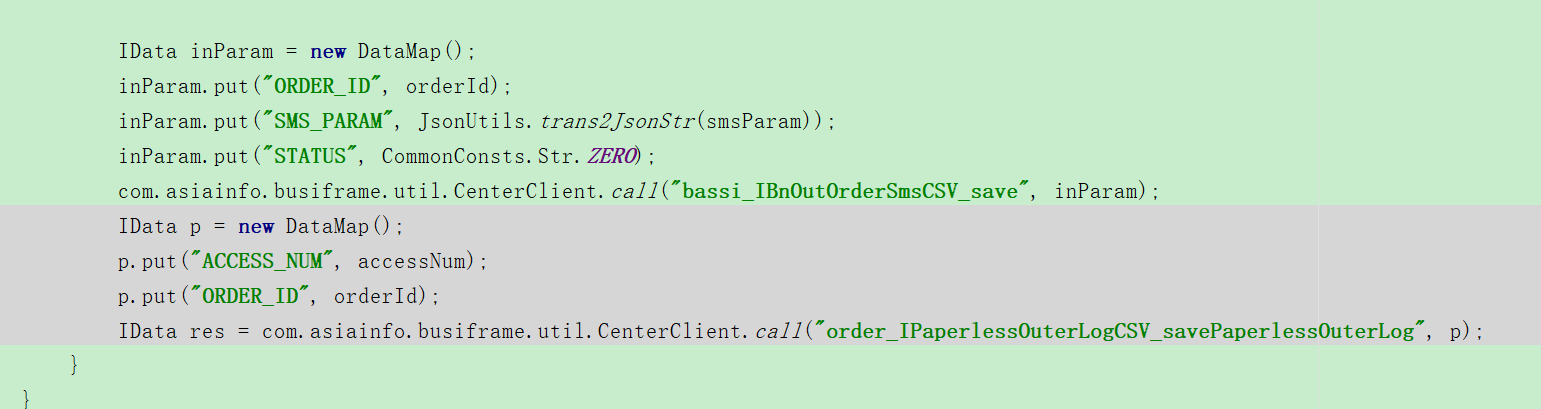 IData inParam = new DataMap();
inParam.put("ORDER_ID", orderId);
inParam.put("SMS_PARAM", JsonUtils.trans2JsonStr(smsParam));
inParam.put("STATUS", CommonConsts.Str.ZERO);
com.asiainfo.busiframe.util.CenterClient.call("bassi_IBnOutOrderSmsCSV_save", inParam);
IData p = new DataMap();
p.put("ACCESS_NUM", accessNum);
p.put("ORDER_ID", orderId);
IData res = com.asiainfo.busiframe.util.CenterClient.call("order_IPaperlessOuterLogCSV_savePaperlessOuterLog", p);
}
}